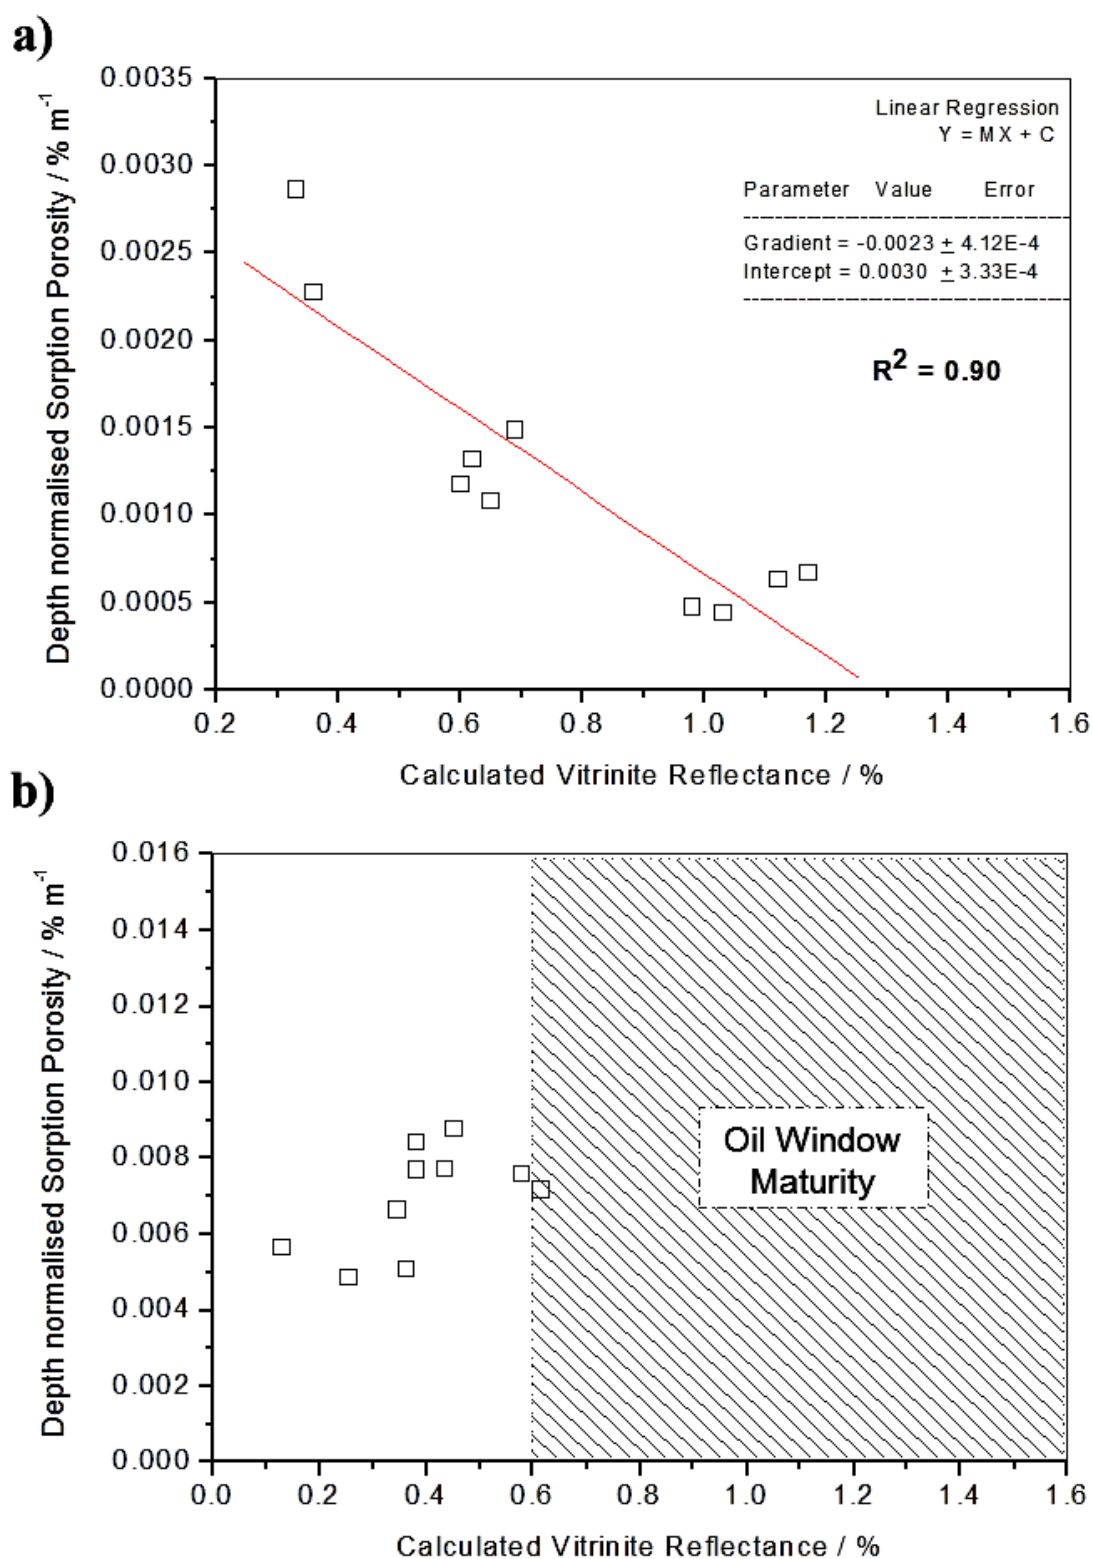 a)
Depth normalised Sorption Porosity / % m⁻¹
0.0035
0.0030
0.0025
0.0020
0.0015
0.0010
0.0005
0.0000
Linear Regression
Y = MX + C
Parameter Value Error
Gradient = -0.0023 ± 4.12E-4
Intercept = 0.0030 ± 3.33E-4
R² = 0.90
0.2 0.4 0.6 0.8 1.0 1.2 1.4 1.6
Calculated Vitrinite Reflectance / %
b)
Depth normalised Sorption Porosity / % m⁻¹
0.016
0.014
0.012
0.010
0.008
0.006
0.004
0.002
0.000
Oil Window
Maturity
0.0 0.2 0.4 0.6 0.8 1.0 1.2 1.4 1.6
Calculated Vitrinite Reflectance / %